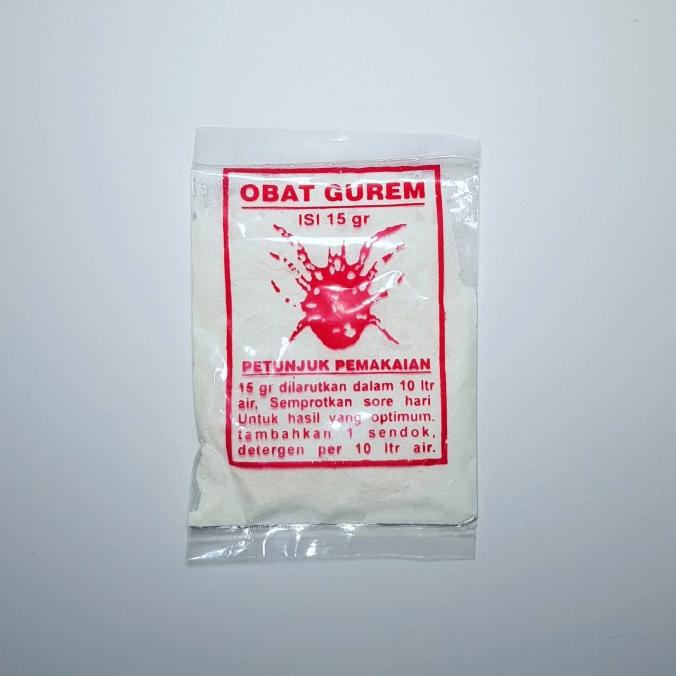 OBAT GUREM
ISI 15 gr
PETUNJUK PEMAKAIAN
15 gr dilarutkan dalam 10 ltr
air, Semprotkan sore hari
Untuk hasil yang optimum.
tambahkan 1 sendok,
detergen per 10 ltr air.